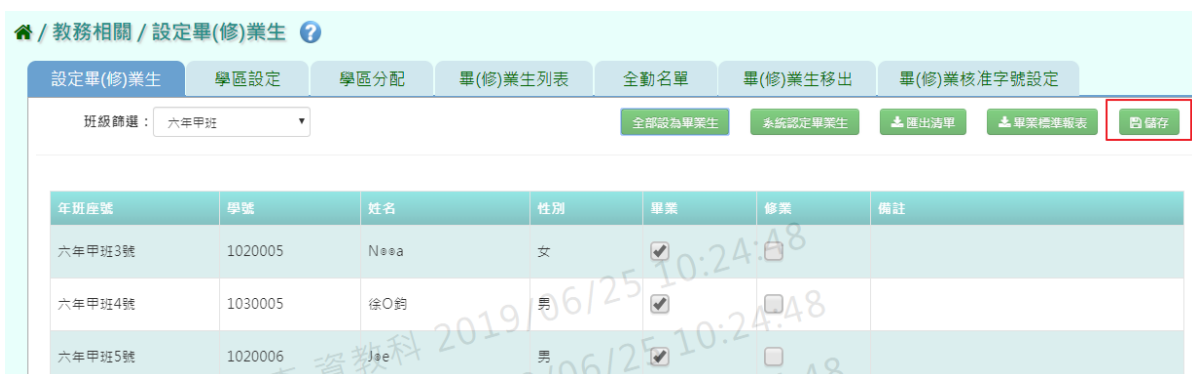 / 教務相關 / 設定畢(修)業生 ?
設定畢(修)業生 學區設定 學區分配 畢(修)業生列表 全勤名單 畢(修)業生移出 畢(修)業核准字號設定
班級篩選： 六年甲班 全部設為畢業生 系統認定畢業生 匯出清單 畢業標準報表 儲存
年班座號 學號 姓名 性別 畢業 修業 備註
六年甲班3號 1020005 N००a 女
六年甲班4號 1030005 徐O鈞 男
六年甲班5號 1020006 男
資教科 2019/06/25 10:24:48
/06/25 10:24:48